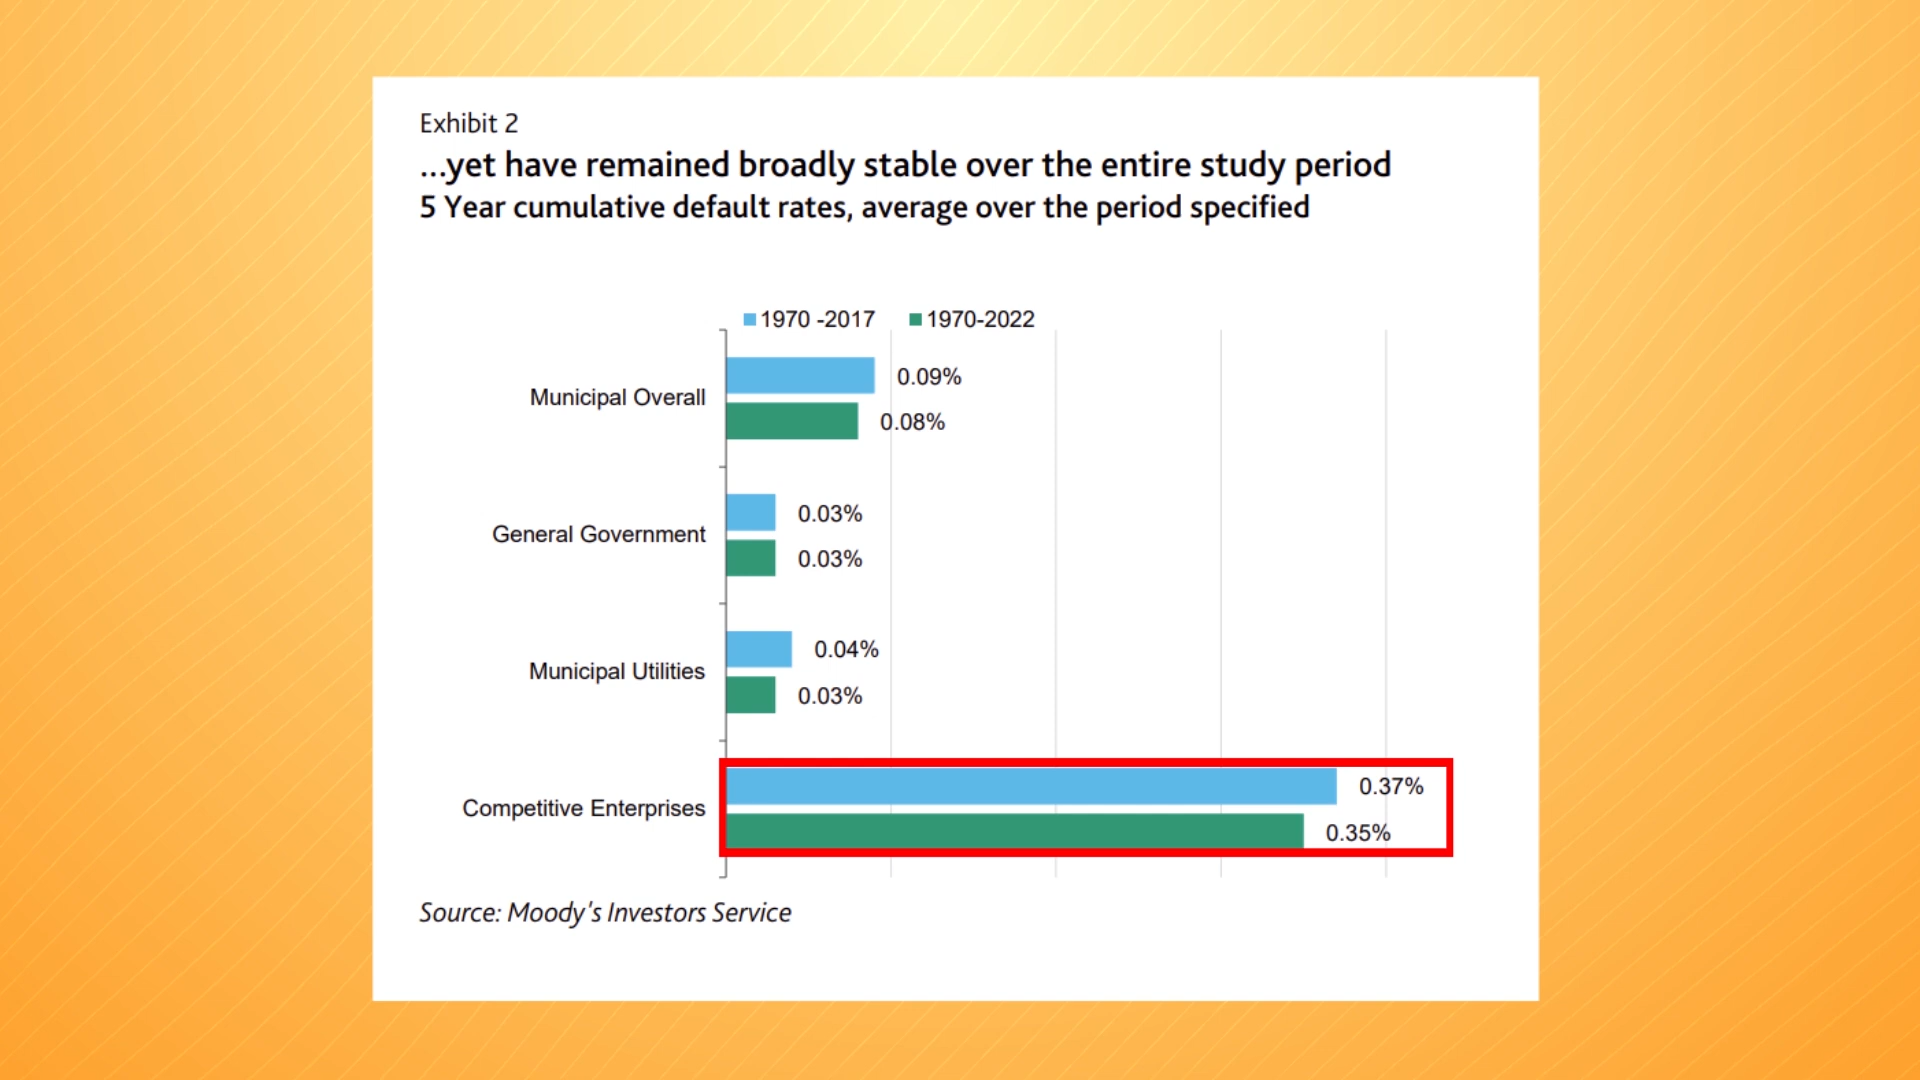 Exhibit 2
...yet have remained broadly stable over the entire study period
5 Year cumulative default rates, average over the period specified
1970 -2017 1970-2022
Municipal Overall
0.09%
0.08%
General Government
0.03%
0.03%
Municipal Utilities
0.04%
0.03%
Competitive Enterprises
0.37%
0.35%
Source: Moody's Investors Service